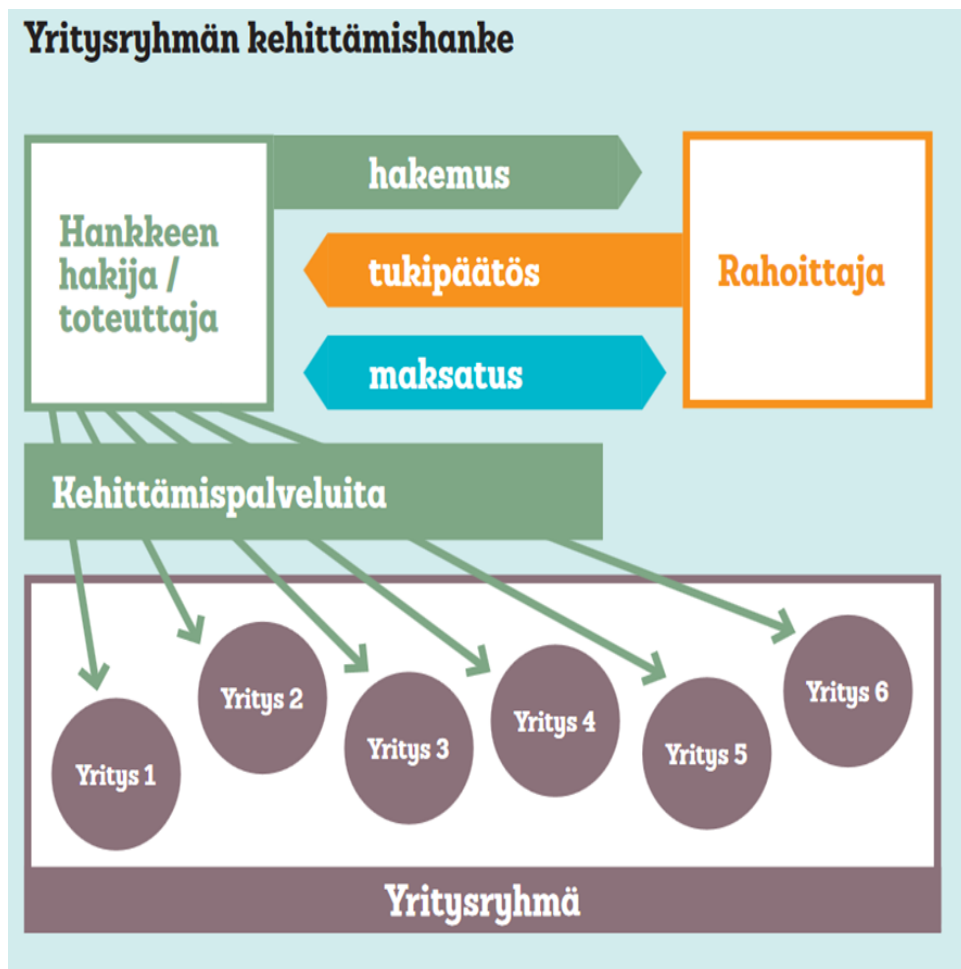 Yritysryhmän kehittämishanke
hakemus
Hankkeen
hakija /
toteuttaja
tukipäätös
Rahoittaja
maksatus
Kehittämispalveluita
Yritys 1
Yritys 2
Yritys 3
Yritys 4
Yritys 5
Yritys 6
Yritysryhmä